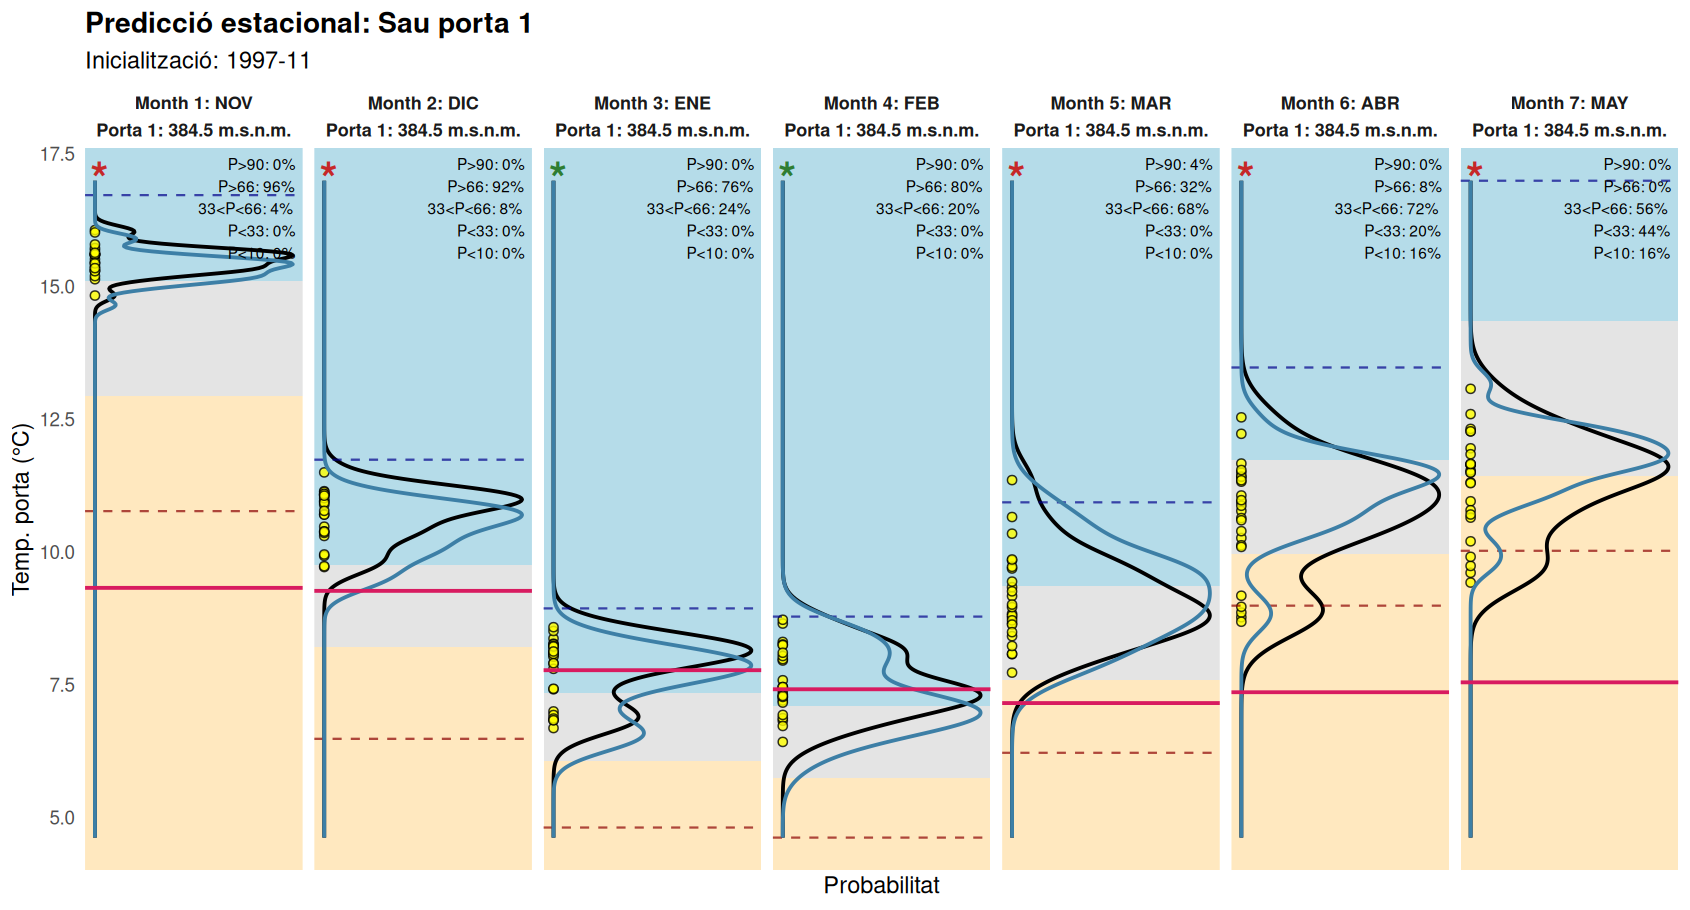 Predicció estacional: Sau porta 1
Inicialització: 1997-11
Month 1: NOV
Porta 1: 384.5 m.s.n.m.
Month 2: DIC
Porta 1: 384.5 m.s.n.m.
Month 3: ENE
Porta 1: 384.5 m.s.n.m.
Month 4: FEB
Porta 1: 384.5 m.s.n.m.
Month 5: MAR
Porta 1: 384.5 m.s.n.m.
Month 6: ABR
Porta 1: 384.5 m.s.n.m.
Month 7: MAY
Porta 1: 384.5 m.s.n.m.
*
P>90: 0%
P>66: 96%
33<P<66: 4%
P<33: 0%
P<10: 0%
*
P>90: 0%
P>66: 92%
33<P<66: 8%
P<33: 0%
P<10: 0%
*
P>90: 0%
P>66: 76%
33<P<66: 24%
P<33: 0%
P<10: 0%
*
P>90: 0%
P>66: 80%
33<P<66: 20%
P<33: 0%
P<10: 0%
*
P>90: 4%
P>66: 32%
33<P<66: 68%
P<33: 0%
P<10: 0%
*
P>90: 0%
P>66: 8%
33<P<66: 72%
P<33: 20%
P<10: 16%
*
P>90: 0%
P>66: 0%
33<P<66: 56%
P<33: 44%
P<10: 16%
17.5
15.0
12.5
10.0
7.5
5.0
Temp. porta (°C)
Probabilitat